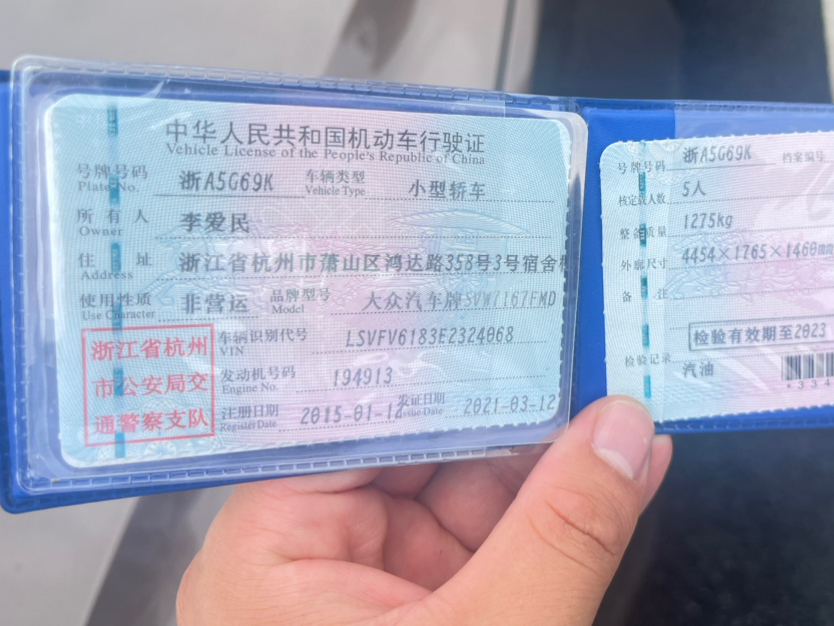 中华人民共和国机动车行驶证
Vehicle License of the People's Republic of China
号牌号码 浙A5G69K 车辆类型 小型轿车
Plate No. Vehicle Type
所有人 李爱民
Owner
住址 浙江省杭州市萧山区鸿达路358号3号宿舍
Address
使用性质 非营运 品牌型号 大众汽车牌SVW7167FMD
Use Character Model
浙江省杭州
市公安局交
通警察支队
车辆识别代号 LSVFV6183E2324068
VIN
发动机号码 194913
Engine No.
注册日期 2015-01-12 发证日期 2021-03-12
Register Date Issue Date
号牌号码 浙A5G69K 档案编号
核定载人数 5人
整备质量 1275kg
外廓尺寸 4454×1765×1460mm
备注
检验有效期至2023
检验记录
汽油